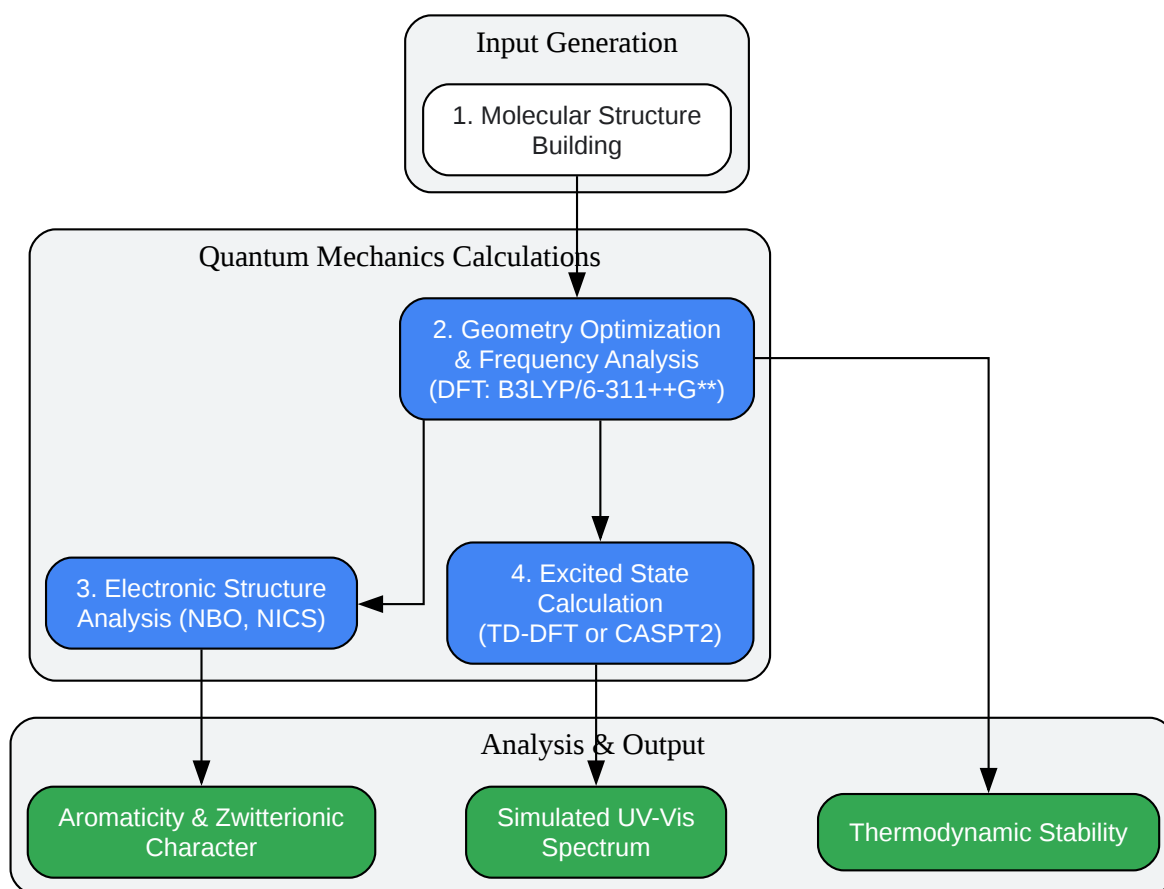 Input Generation
1. Molecular Structure
Building
Quantum Mechanics Calculations
2. Geometry Optimization
& Frequency Analysis
(DFT: B3LYP/6-311++G**)
3. Electronic Structure
Analysis (NBO, NICS)
4. Excited State
Calculation
(TD-DFT or CASPT2)
Analysis & Output
Aromaticity & Zwitterionic
Character
Simulated UV-Vis
Spectrum
Thermodynamic Stability